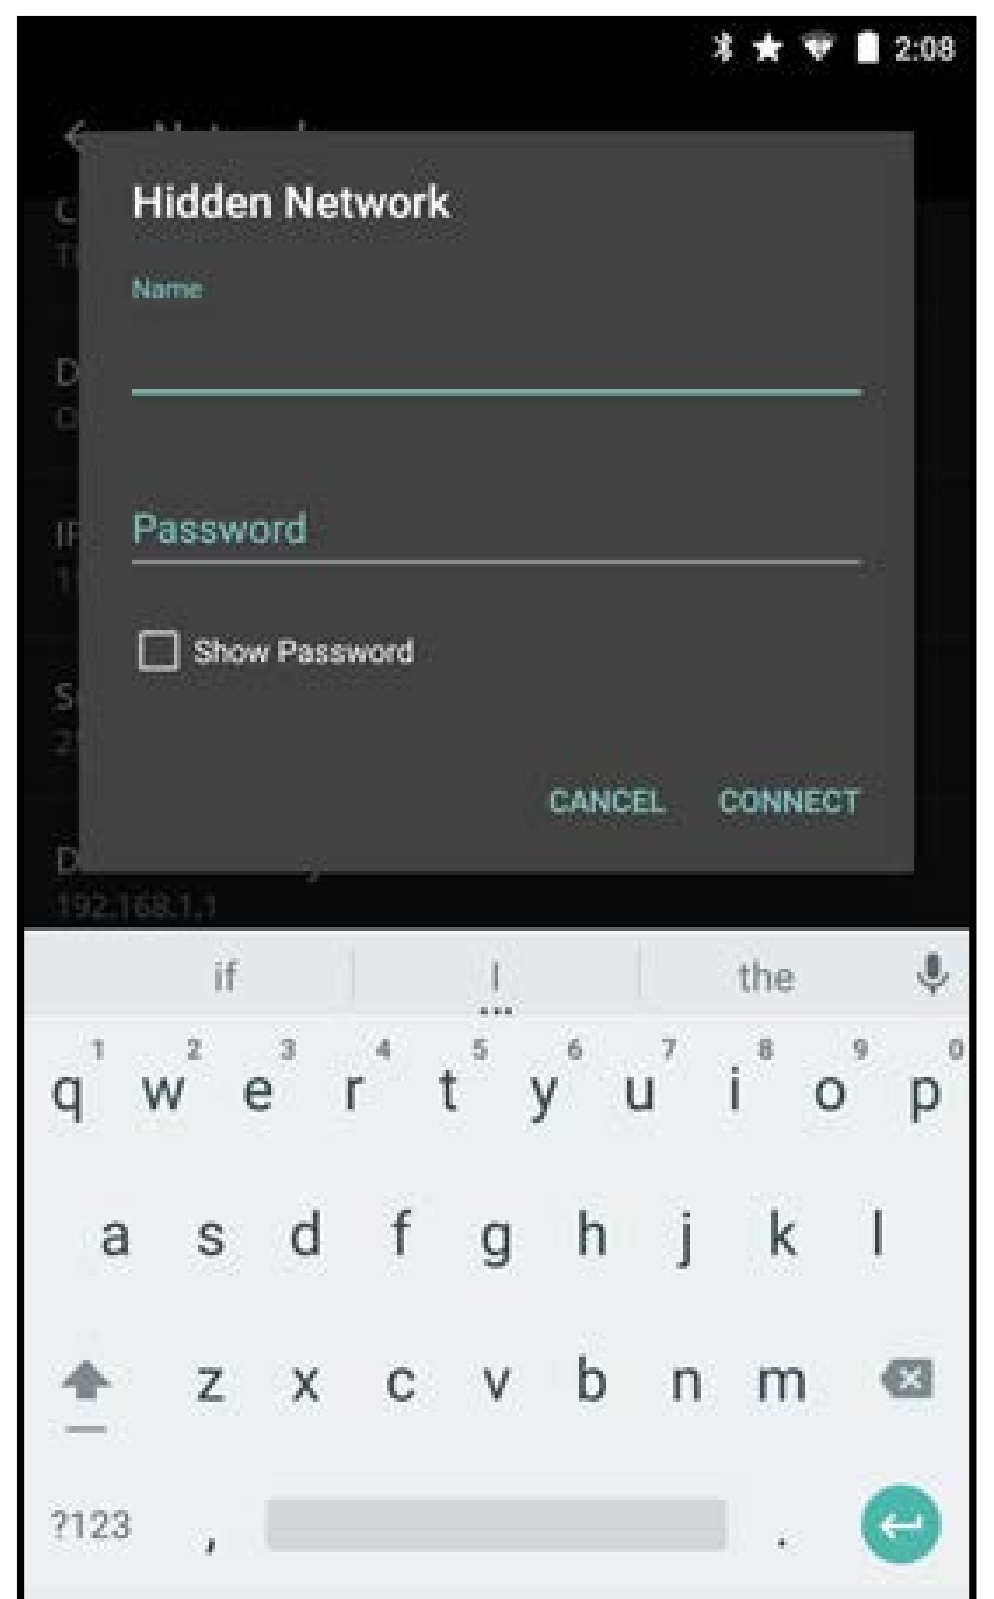 2:08
Hidden Network
Name
Password
Show Password
CANCEL CONNECT
192.168.1.1
if I the
1 2 3 4 5 6 7 8 9 0
q w e r t y u i o p
a s d f g h j k l
z x c v b n m
?123 , .